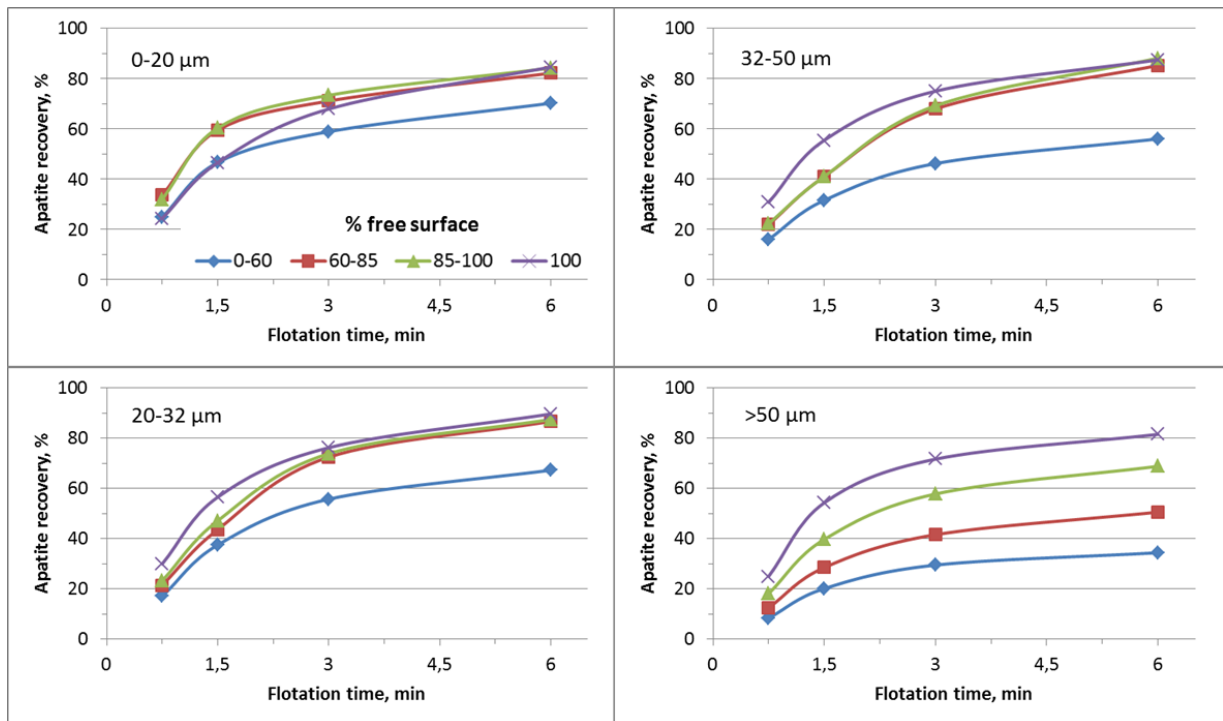 0-20 µm
Apatite recovery, %
100
80
60
40
20
0
% free surface
0-60 60-85 85-100 100
0 1,5 3 4,5 6
Flotation time, min
32-50 µm
Apatite recovery, %
100
80
60
40
20
0
0 1,5 3 4,5 6
Flotation time, min
20-32 µm
Apatite recovery, %
100
80
60
40
20
0
0 1,5 3 4,5 6
Flotation time, min
>50 µm
Apatite recovery, %
100
80
60
40
20
0
0 1,5 3 4,5 6
Flotation time, min